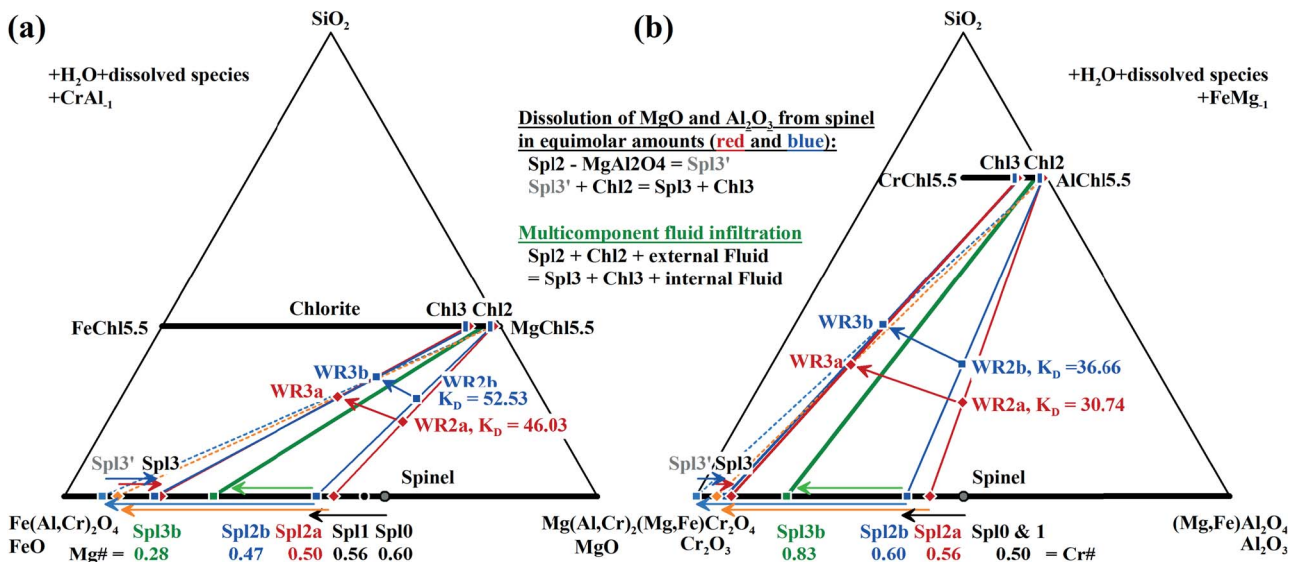 (a)
SiO2
+H2O+dissolved species
+CrAl-1
Chlorite
Chl3 Chl2
FeChl5.5
MgChl5.5
WR3b
WR3a
WR2b
KD = 52.53
WR2a, KD = 46.03
Spl3' Spl3
Spinel
Fe(Al,Cr)2O4
FeO
Mg(Al,Cr)2
MgO
Spl3b Spl2b Spl2a Spl1 Spl0
Mg# = 0.28 0.47 0.50 0.56 0.60
Dissolution of MgO and Al2O3 from spinel
in equimolar amounts (red and blue):
Spl2 - MgAl2O4 = Spl3'
Spl3' + Chl2 = Spl3 + Chl3
Multicomponent fluid infiltration
Spl2 + Chl2 + external Fluid
= Spl3 + Chl3 + internal Fluid
(b)
SiO2
+H2O+dissolved species
+FeMg-1
Chl3 Chl2
CrChl5.5
AlChl5.5
WR3b
WR3a
WR2b, KD =36.66
WR2a, KD = 30.74
Spl3' Spl3
Spinel
(Mg,Fe)Cr2O4
Cr2O3
(Mg,Fe)Al2O4
Al2O3
Spl3b Spl2b Spl2a Spl0 & 1
0.83 0.60 0.56 0.50 = Cr#